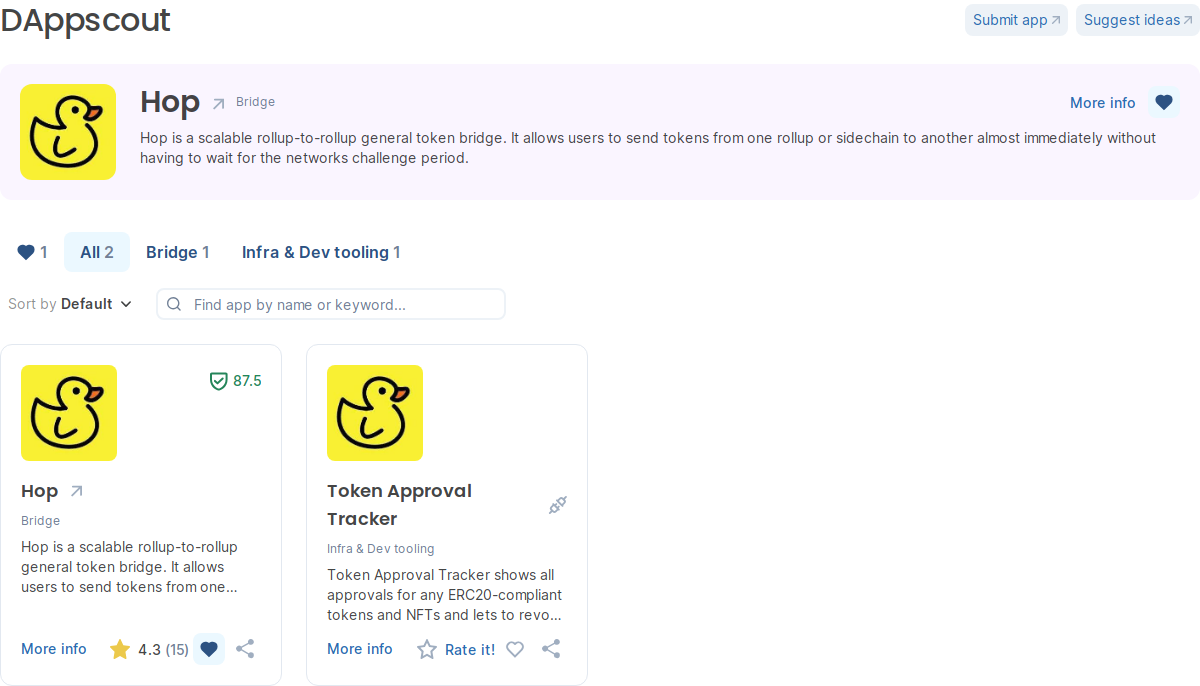 DAppscout
Submit app
Suggest ideas
Hop
Bridge
More info
Hop is a scalable rollup-to-rollup general token bridge. It allows users to send tokens from one rollup or sidechain to another almost immediately without
having to wait for the networks challenge period.
1
All 2
Bridge 1
Infra & Dev tooling 1
Sort by Default
Find app by name or keyword...
87.5
Hop
Bridge
Hop is a scalable rollup-to-rollup
general token bridge. It allows
users to send tokens from one...
More info
4.3 (15)
Token Approval
Tracker
Infra & Dev tooling
Token Approval Tracker shows all
approvals for any ERC20-compliant
tokens and NFTs and lets to revo...
More info
Rate it!